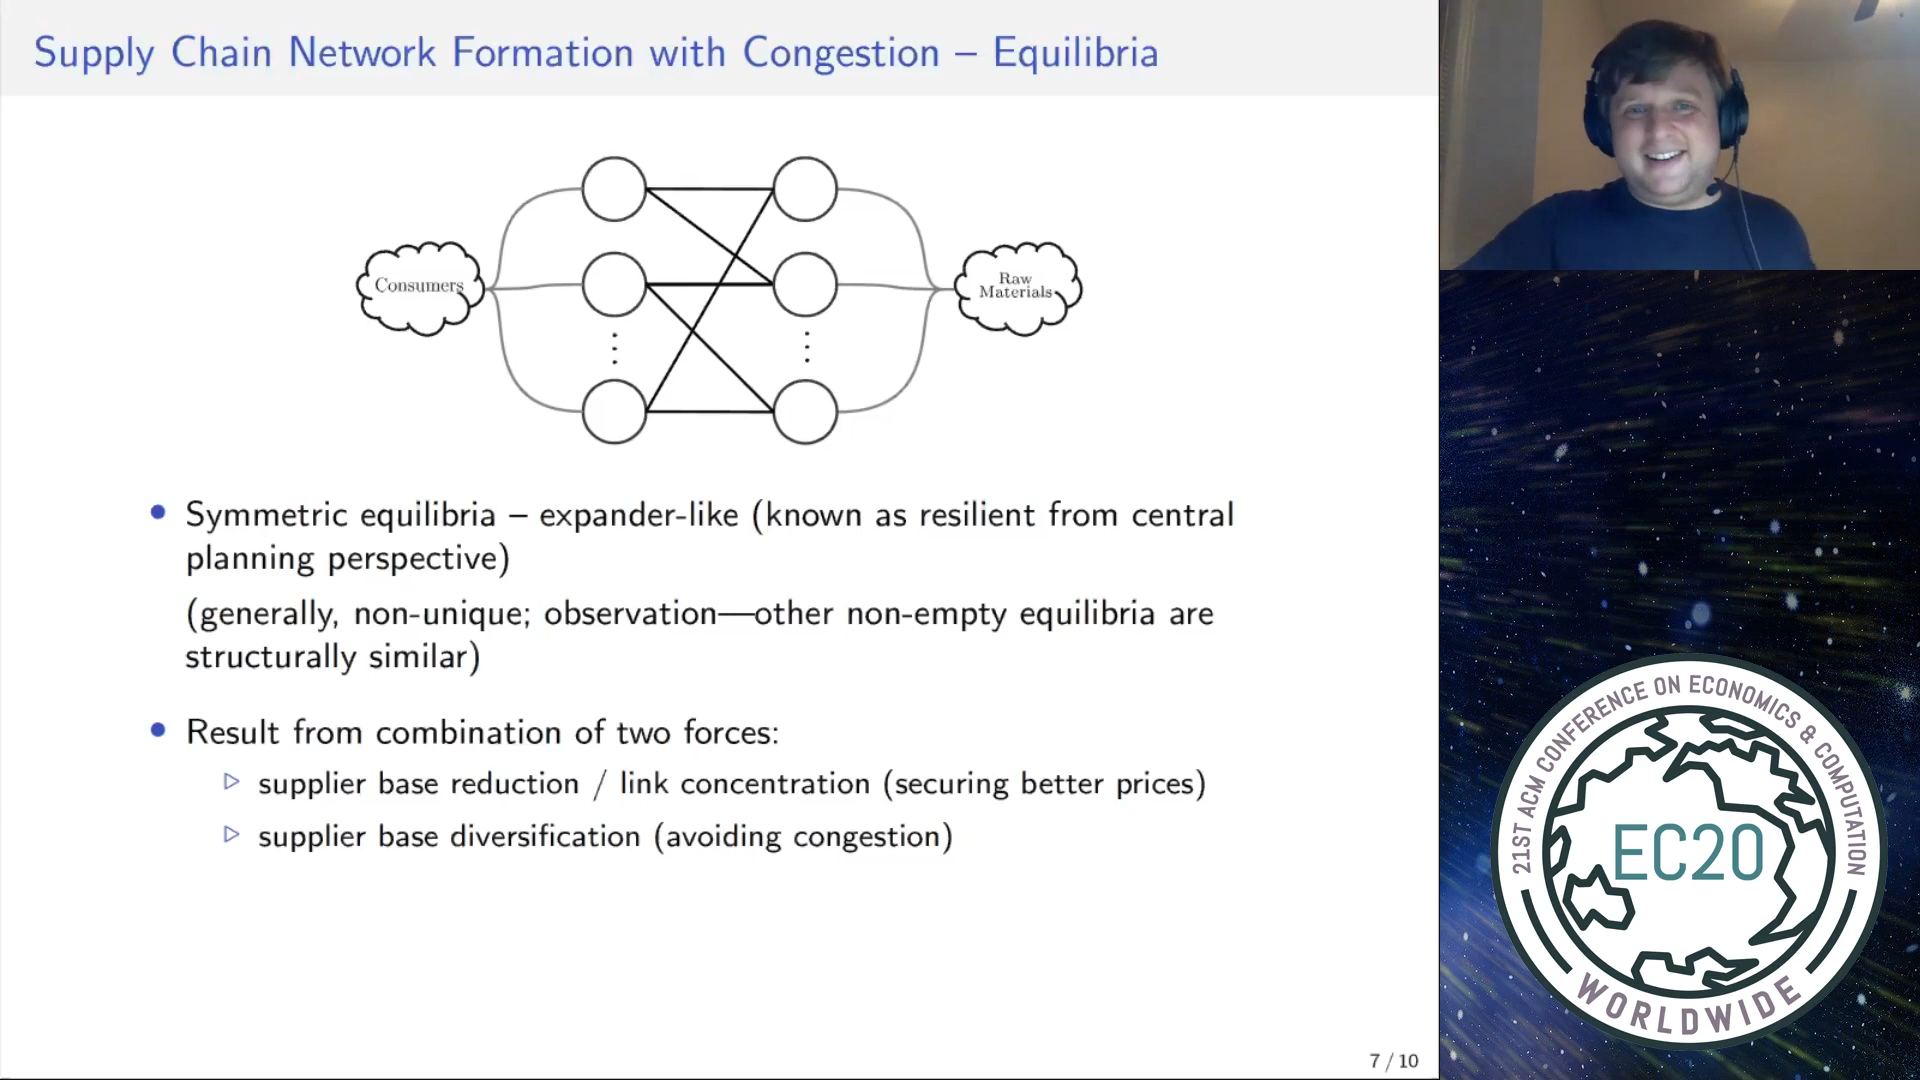 Supply Chain Network Formation with Congestion – Equilibria
Consumers
Raw
Materials
• Symmetric equilibria – expander-like (known as resilient from central
planning perspective)
(generally, non-unique; observation—other non-empty equilibria are
structurally similar)
• Result from combination of two forces:
▷ supplier base reduction / link concentration (securing better prices)
▷ supplier base diversification (avoiding congestion)
7 / 10
21ST ACM CONFERENCE ON ECONOMICS & COMPUTATION
EC20
WORLDWIDE